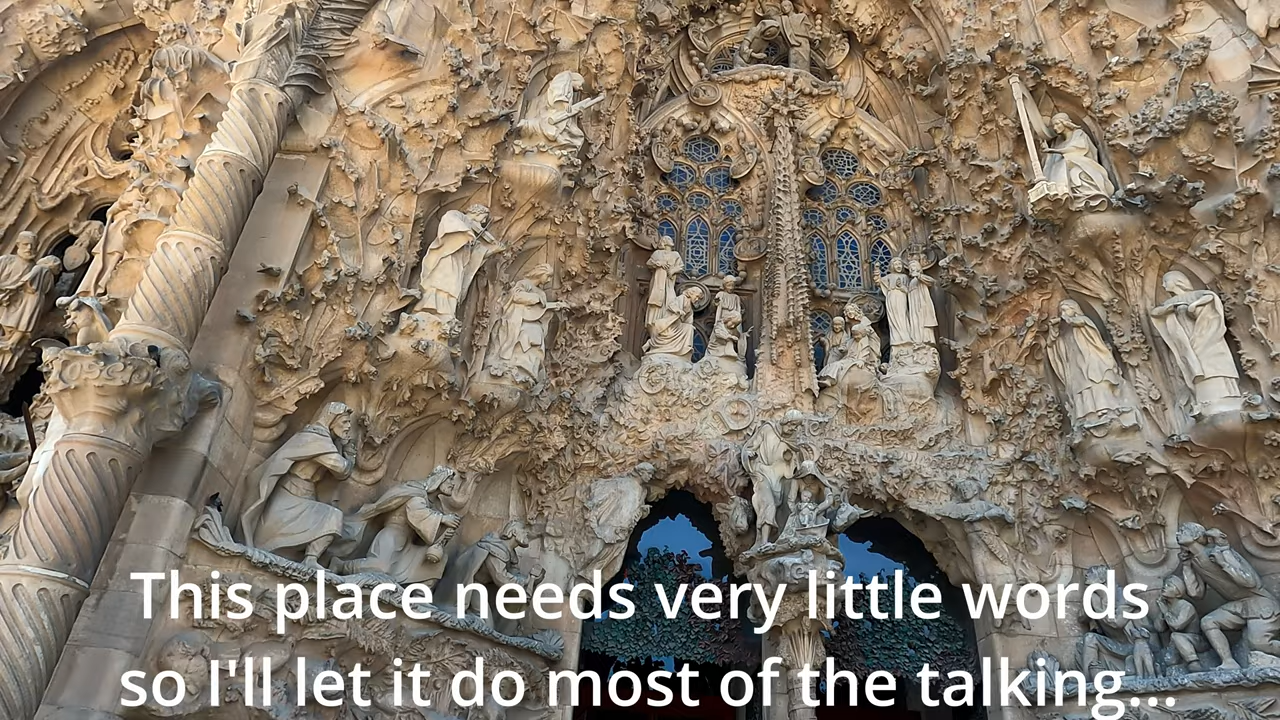 This place needs very little words
so I'll let it do most of the talking...